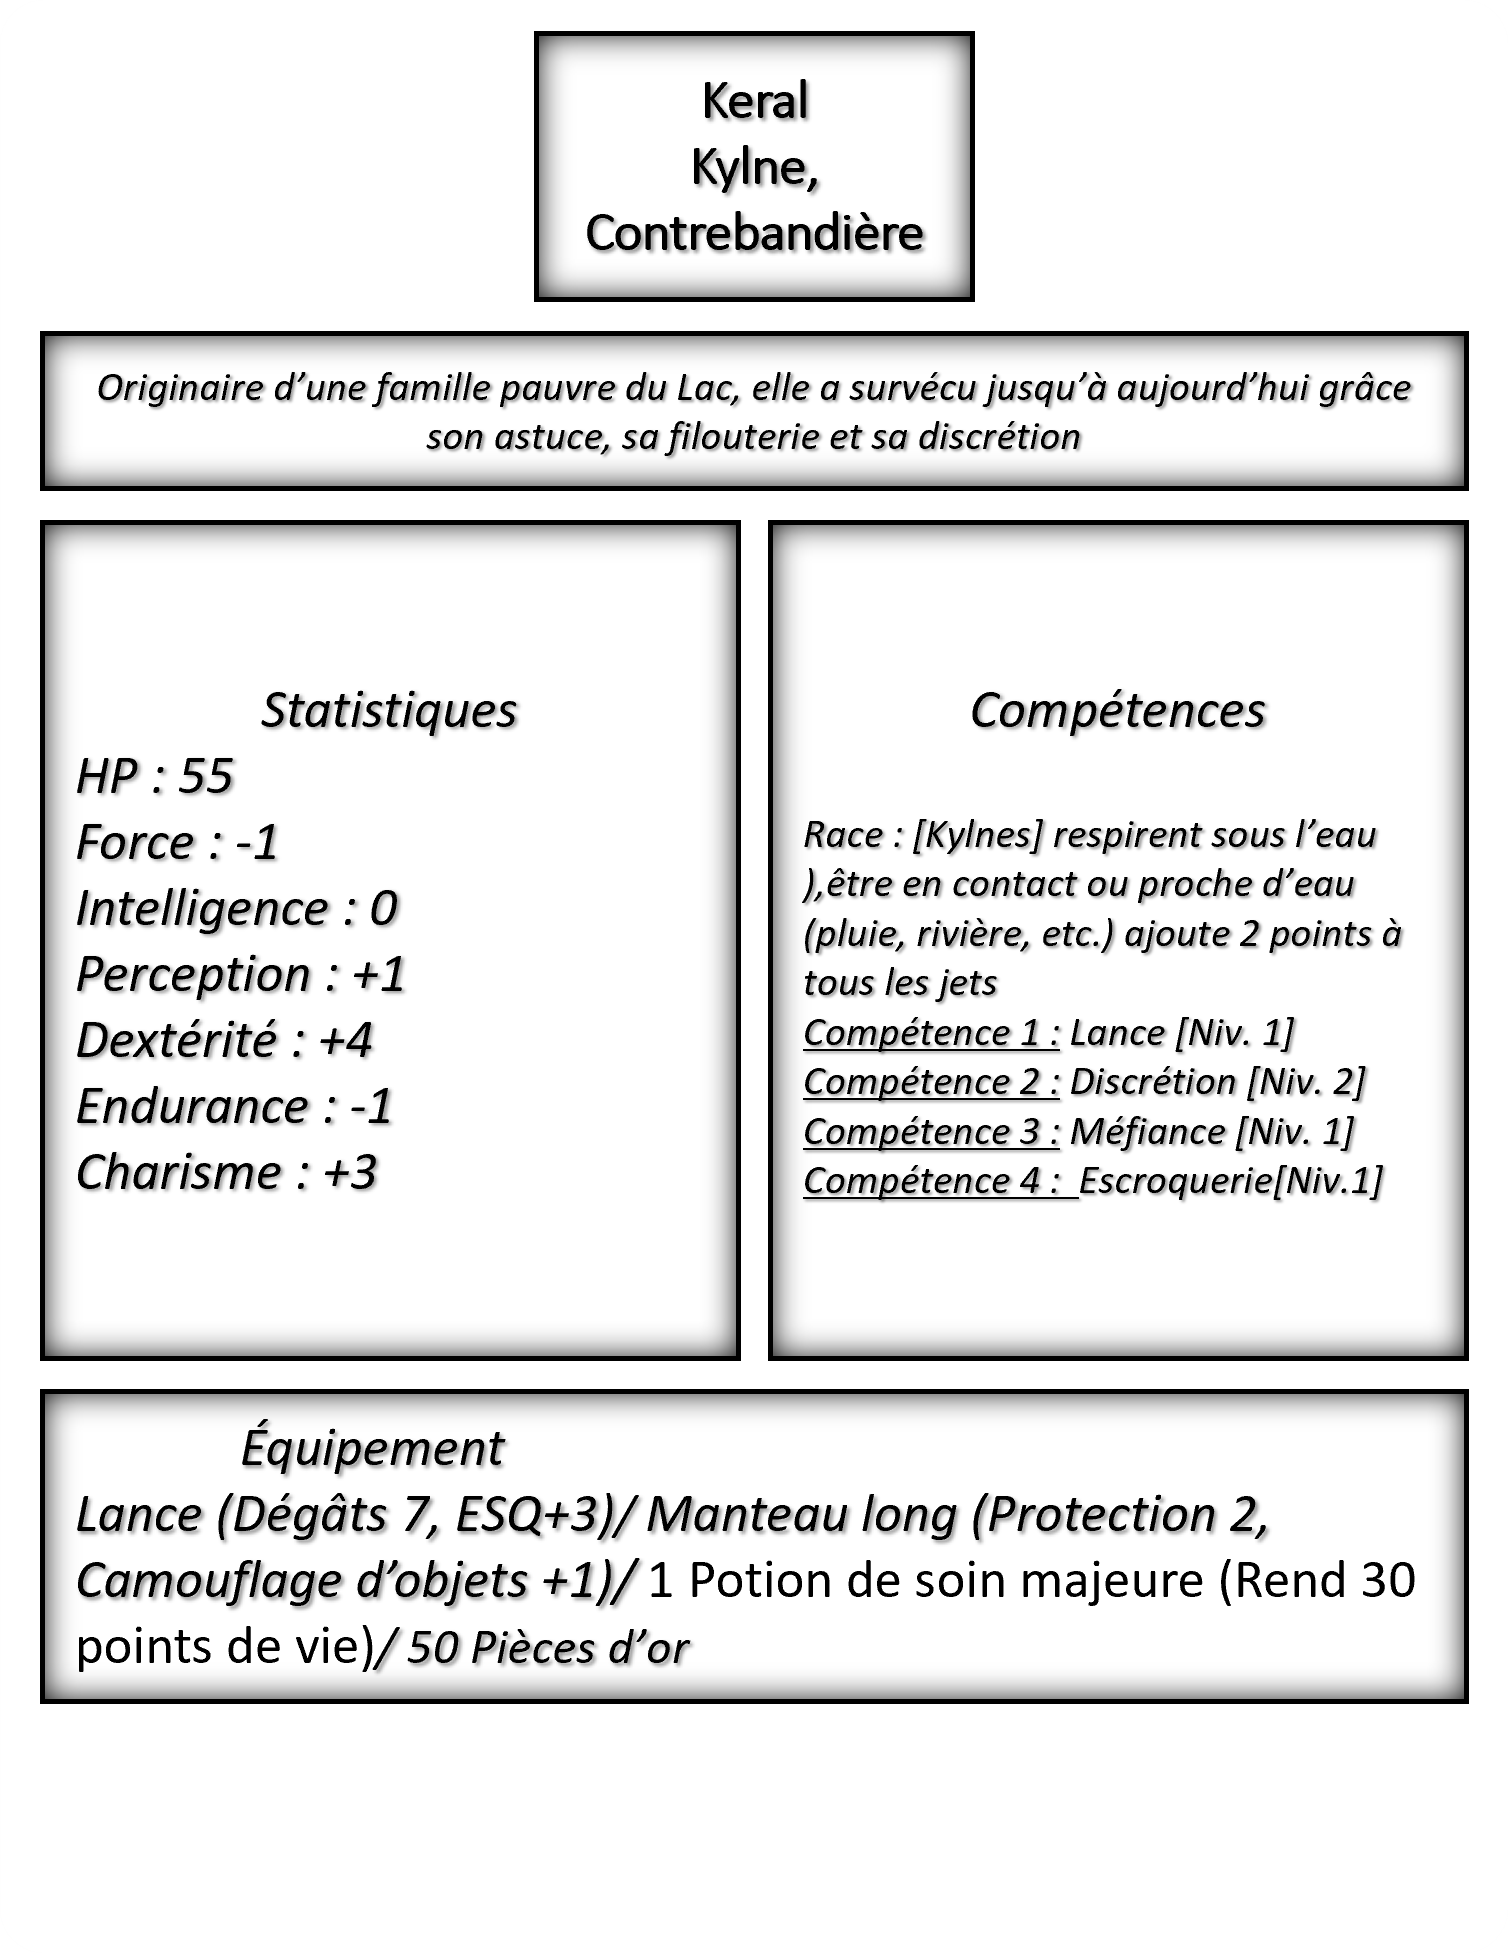 Keral
Kylne,
Contrebandière
Originaire d’une famille pauvre du Lac, elle a survécu jusqu’à aujourd’hui grâce
son astuce, sa filouterie et sa discrétion
Statistiques
HP : 55
Force : -1
Intelligence : 0
Perception : +1
Dextérité : +4
Endurance : -1
Charisme : +3
Compétences
Race : [Kylnes] respirent sous l’eau
),être en contact ou proche d’eau
(pluie, rivière, etc.) ajoute 2 points à
tous les jets
Compétence 1 : Lance [Niv. 1]
Compétence 2 : Discrétion [Niv. 2]
Compétence 3 : Méfiance [Niv. 1]
Compétence 4 :  Escroquerie[Niv.1]
Équipement
Lance (Dégâts 7, ESQ+3)/ Manteau long (Protection 2,
Camouflage d’objets +1)/ 1 Potion de soin majeure (Rend 30
points de vie)/ 50 Pièces d’or